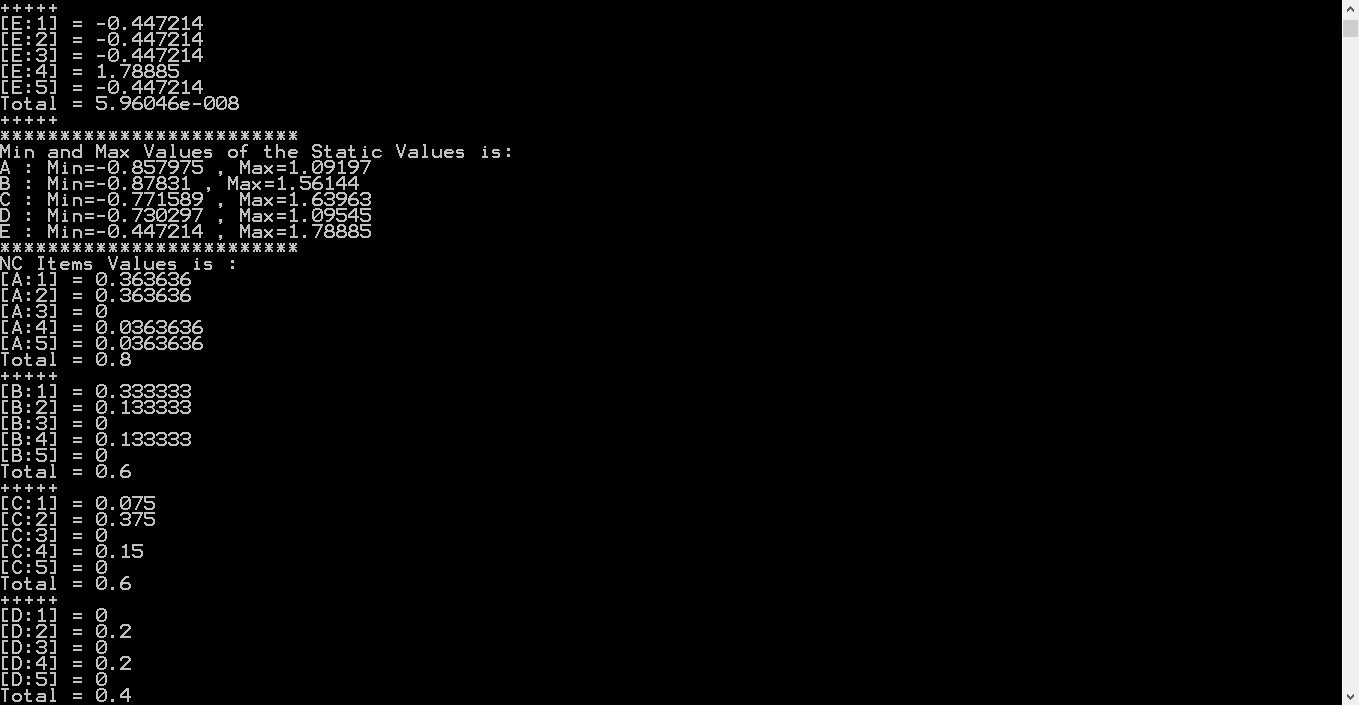 +++++
[E:1] = -0.447214
[E:2] = -0.447214
[E:3] = -0.447214
[E:4] = 1.78885
[E:5] = -0.447214
Total = 5.96046e-008
+++++
*************************
Min and Max Values of the Static Values is:
A : Min=-0.857975 , Max=1.09197
B : Min=-0.87831 , Max=1.56144
C : Min=-0.771589 , Max=1.63963
D : Min=-0.730297 , Max=1.09545
E : Min=-0.447214 , Max=1.78885
*************************
NC Items Values is :
[A:1] = 0.363636
[A:2] = 0.363636
[A:3] = 0
[A:4] = 0.0363636
[A:5] = 0.0363636
Total = 0.8
+++++
[B:1] = 0.333333
[B:2] = 0.133333
[B:3] = 0
[B:4] = 0.133333
[B:5] = 0
Total = 0.6
+++++
[C:1] = 0.075
[C:2] = 0.375
[C:3] = 0
[C:4] = 0.15
[C:5] = 0
Total = 0.6
+++++
[D:1] = 0
[D:2] = 0.2
[D:3] = 0
[D:4] = 0.2
[D:5] = 0
Total = 0.4